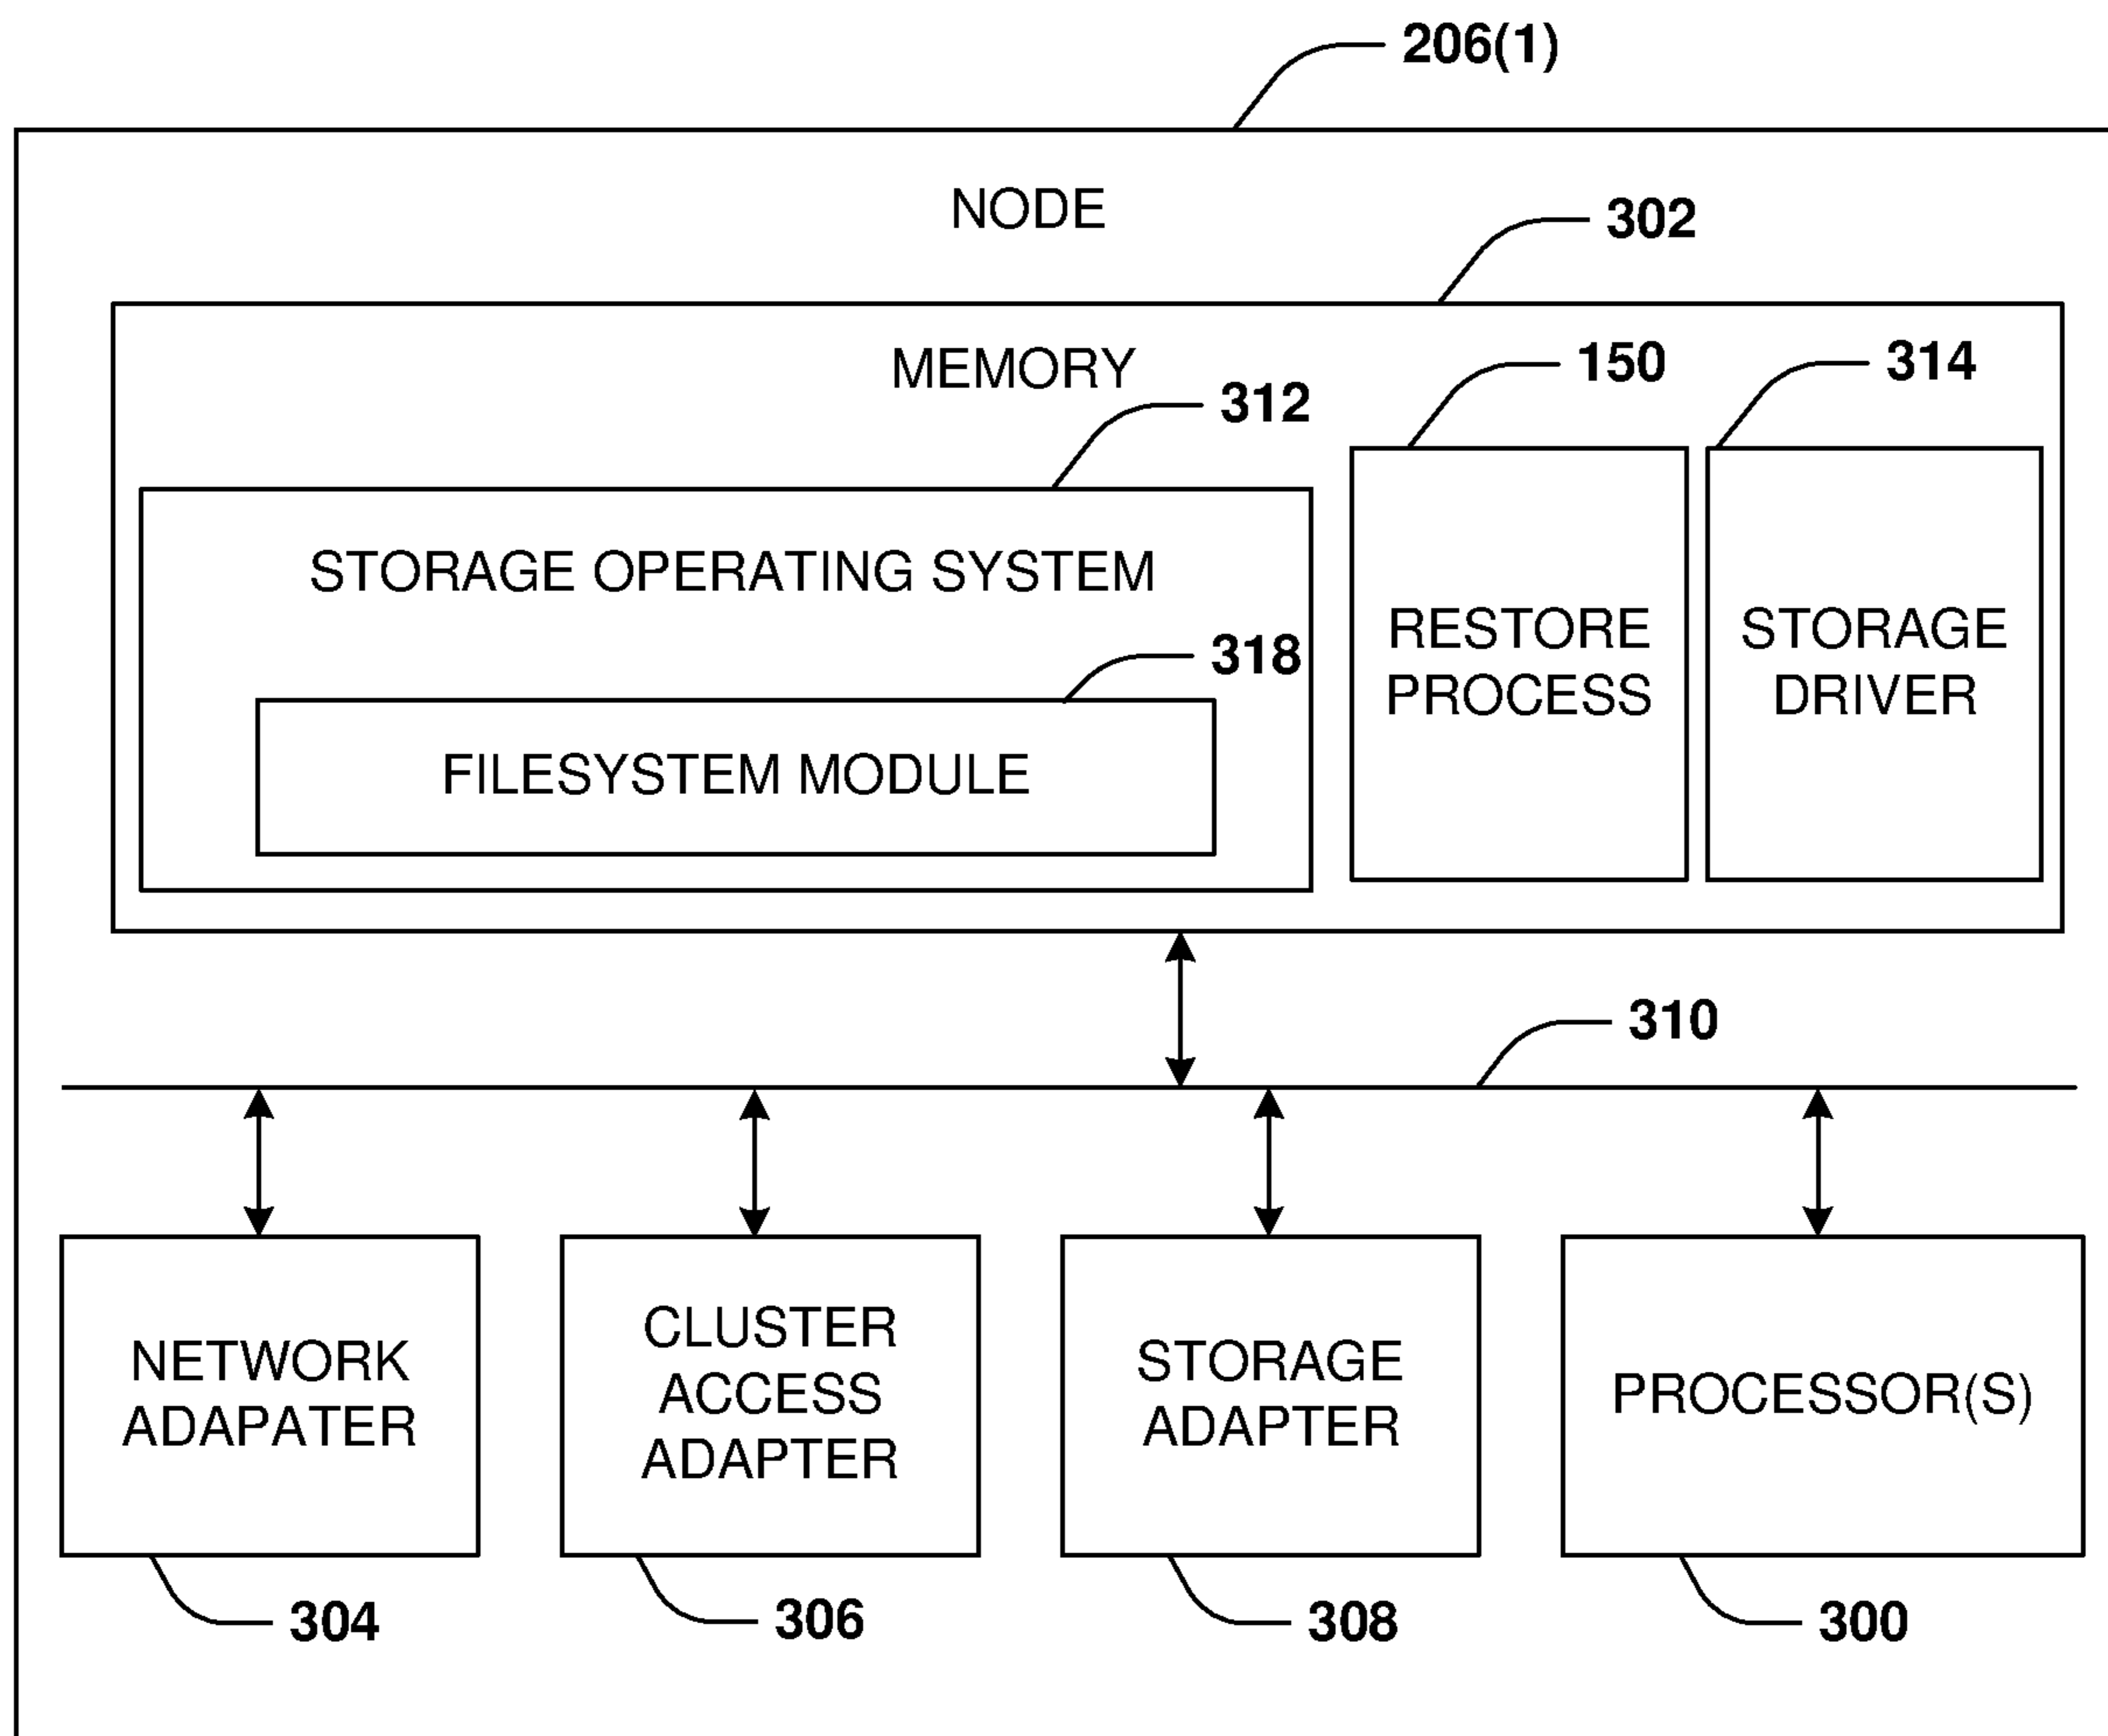 206(1)
NODE
302
MEMORY
150
314
312
STORAGE OPERATING SYSTEM
RESTORE
PROCESS
STORAGE
DRIVER
318
FILESYSTEM MODULE
310
NETWORK
ADAPATER
CLUSTER
ACCESS
ADAPTER
STORAGE
ADAPTER
PROCESSOR(S)
304
306
308
300